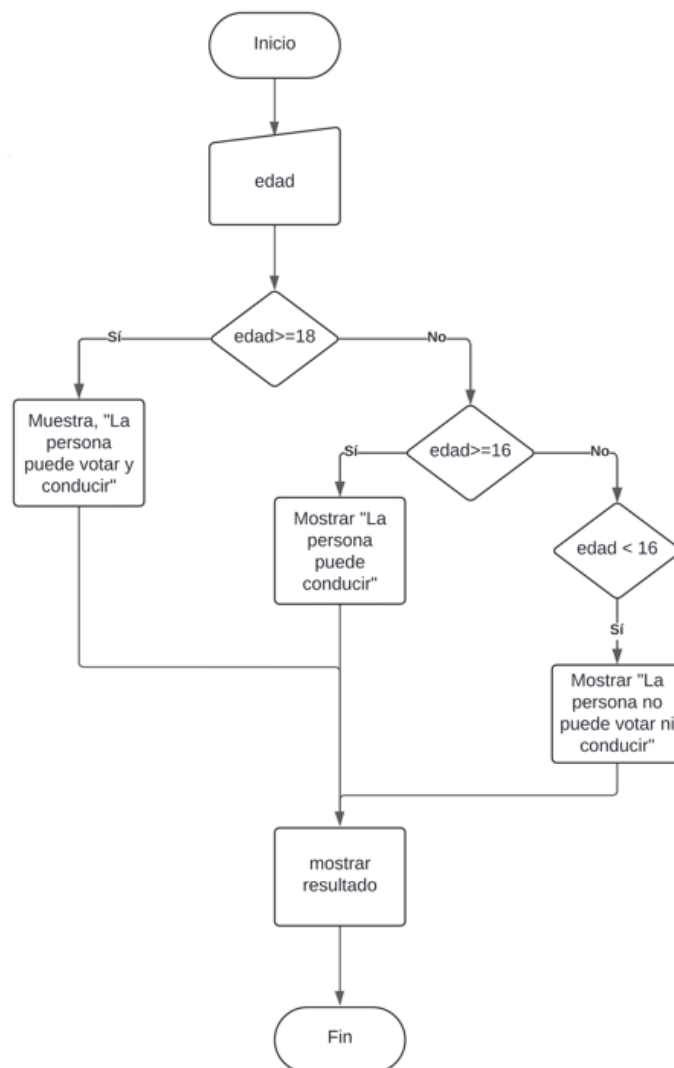 Inicio
edad
edad>=18
Sí
No
Muestra, "La
persona
puede votar y
conducir"
edad>=16
Sí
No
Mostrar "La
persona
puede
conducir"
edad < 16
Sí
Mostrar "La
persona no
puede votar ni
conducir"
mostrar
resultado
Fin